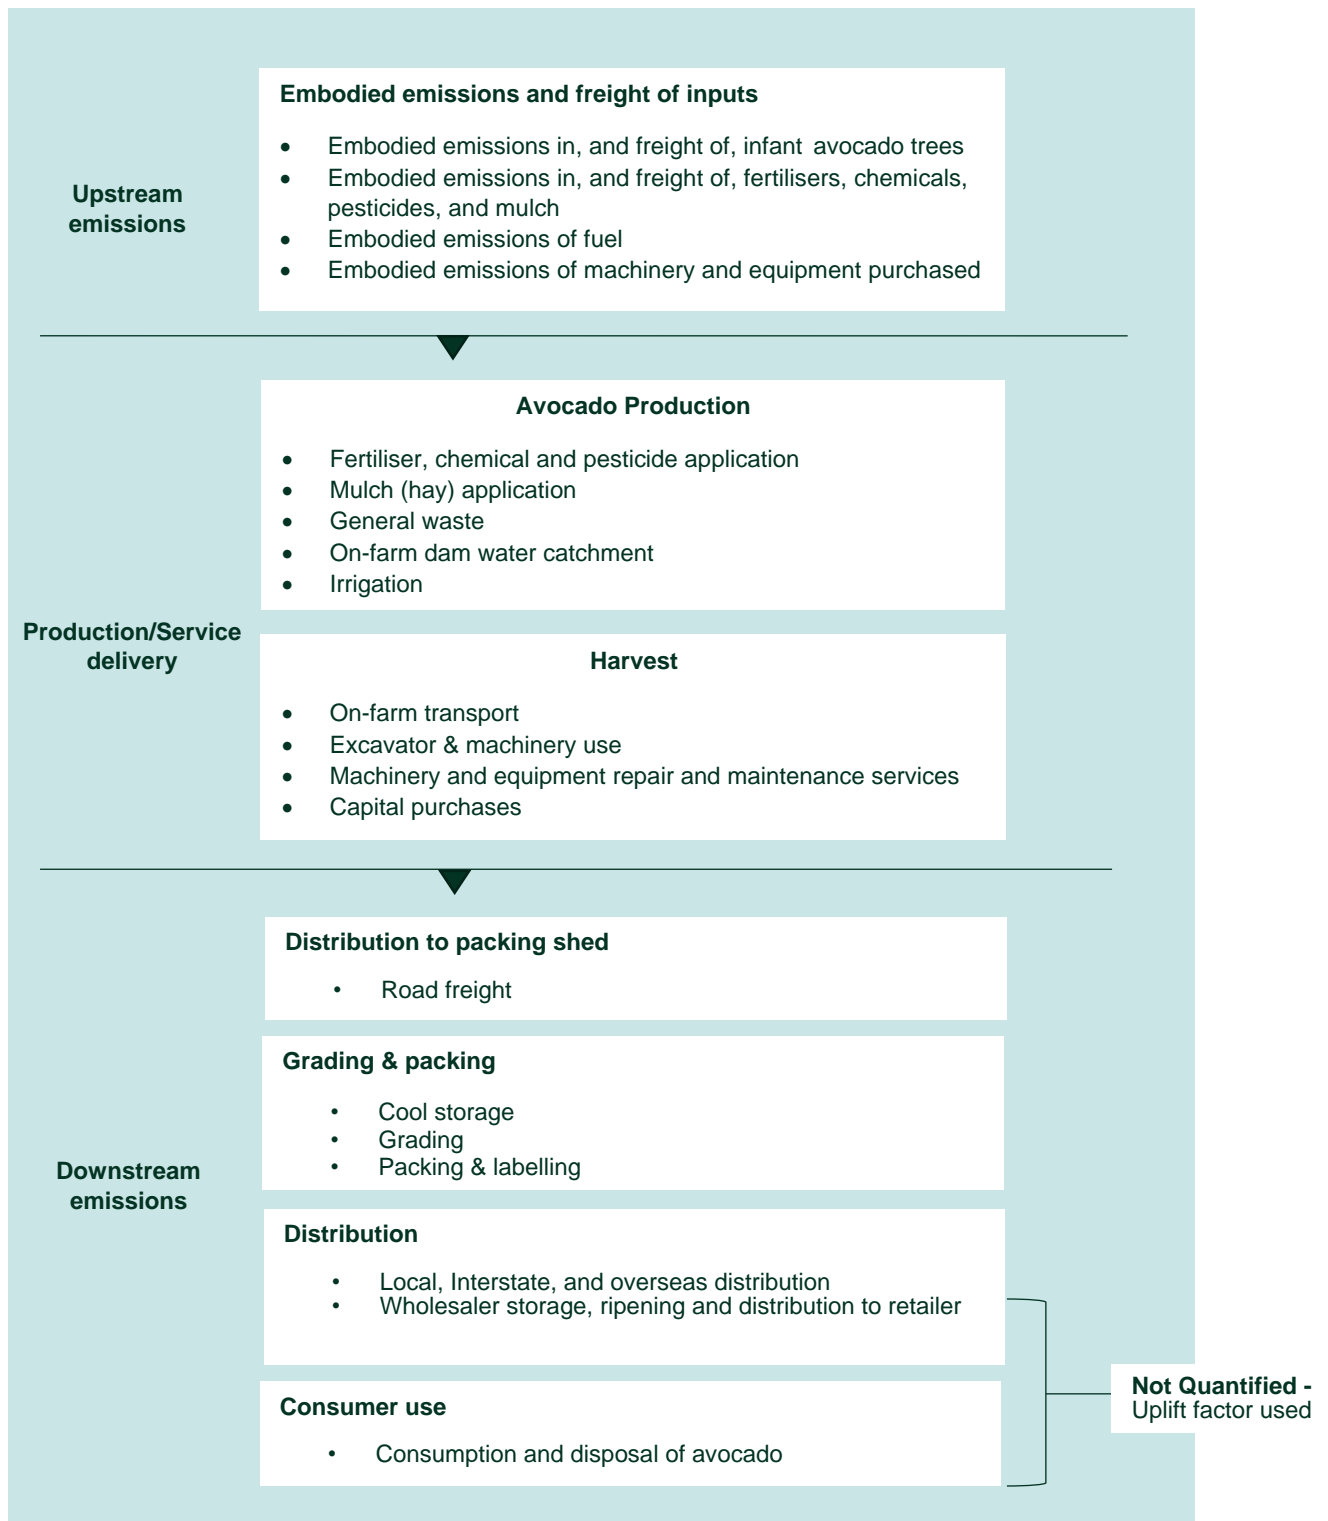 Embodied emissions and freight of inputs
• Embodied emissions in, and freight of, infant avocado trees
• Embodied emissions in, and freight of, fertilisers, chemicals,
pesticides, and mulch
• Embodied emissions of fuel
• Embodied emissions of machinery and equipment purchased
Upstream
emissions
Avocado Production
• Fertiliser, chemical and pesticide application
• Mulch (hay) application
• General waste
• On-farm dam water catchment
• Irrigation
Production/Service
delivery
Harvest
• On-farm transport
• Excavator & machinery use
• Machinery and equipment repair and maintenance services
• Capital purchases
Distribution to packing shed
• Road freight
Grading & packing
• Cool storage
• Grading
• Packing & labelling
Downstream
emissions
Distribution
• Local, Interstate, and overseas distribution
• Wholesaler storage, ripening and distribution to retailer
Consumer use
• Consumption and disposal of avocado
Not Quantified -
Uplift factor used